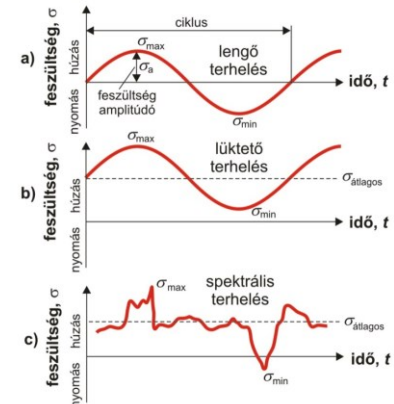 ciklus
a)
feszültség, σ
húzás
nyomás
σmax
σa
feszültség
amplitúdó
lengő
terhelés
idő, t
σmin
b)
feszültség, σ
húzás
nyomás
σmax
lüktető
terhelés
σátlagos
σmin
idő, t
c)
feszültség, σ
húzás
nyomás
σmax
spektrális
terhelés
σátlagos
idő, t
σmin